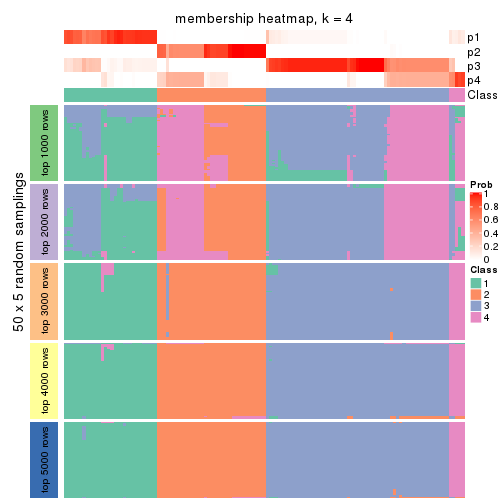 membership heatmap, k = 4
p1
p2
p3
p4
Class
50 x 5 random samplings
top 1000 rows
top 2000 rows
top 3000 rows
top 4000 rows
top 5000 rows
Prob
1
0.8
0.6
0.4
0.2
0
Class
1
2
3
4